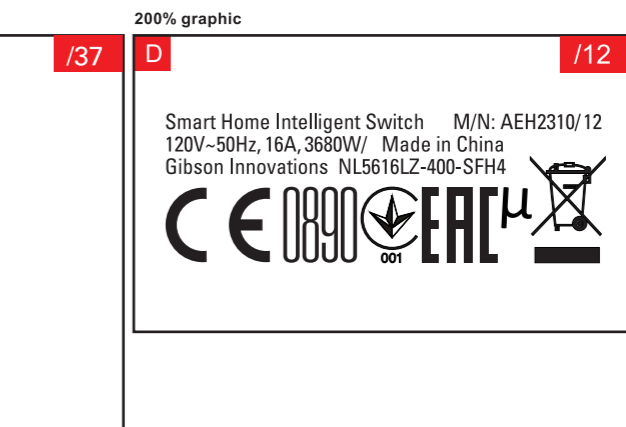 200% graphic
/37
D
/12
Smart Home Intelligent Switch M/N: AEH2310/12
120V~50Hz, 16A, 3680W/ Made in China
Gibson Innovations NL5616LZ-400-SFH4
CE 0890 EAC μ
001